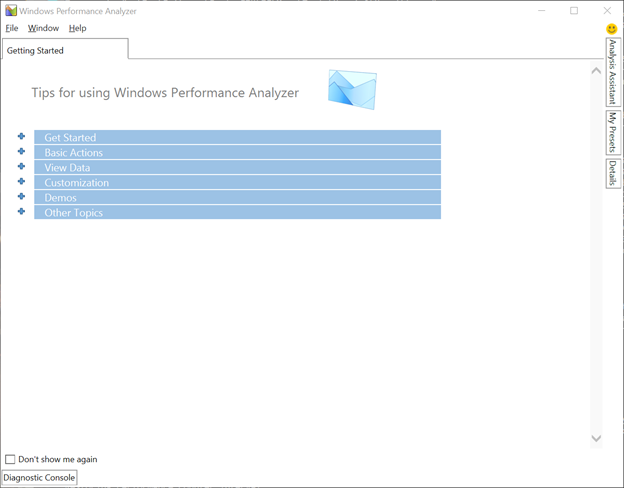 Windows Performance Analyzer
File Window Help
Getting Started
Tips for using Windows Performance Analyzer
Get Started
Basic Actions
View Data
Customization
Demos
Other Topics
Analysis Assistant
My Presets
Details
Don't show me again
Diagnostic Console